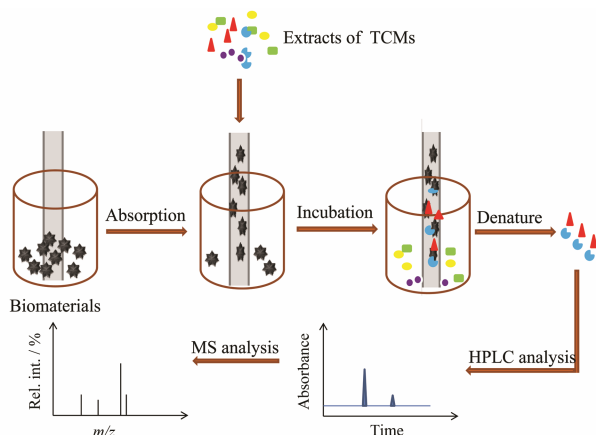 Extracts of TCMs
Absorption
Incubation
Denature
Biomaterials
MS analysis
HPLC analysis
Rel. int. / %
m/z
Absorbance
Time